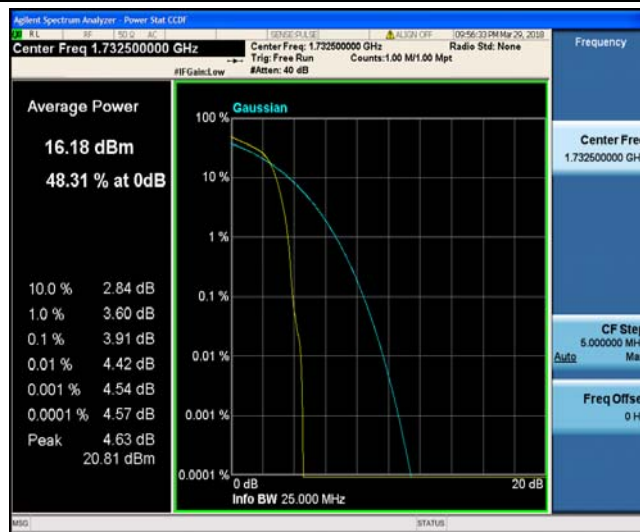 Agilent Spectrum Analyzer - Power Stat CCDF
RL RF 50 Ω AC SENSE:PULSE ALIGN OFF 09:56:33 PM Mar 29, 2018
Center Freq 1.732500000 GHz
Center Freq: 1.732500000 GHz Radio Std: None
Trig: Free Run Counts:1.00 M/1.00 Mpt
#IFGain:Low #Atten: 40 dB
Frequency
Average Power
16.18 dBm
48.31 % at 0dB
10.0 % 2.84 dB
1.0 % 3.60 dB
0.1 % 3.91 dB
0.01 % 4.42 dB
0.001 % 4.54 dB
0.0001 % 4.57 dB
Peak 4.63 dB
20.81 dBm
Gaussian
100 %
10 %
1 %
0.1 %
0.01 %
0.001 %
0.0001 %
0 dB 20 dB
Info BW 25.000 MHz
Center Fre
1.732500000 GH
CF Step
5.000000 MH
Auto Ma
Freq Offse
0 H
MSG STATUS